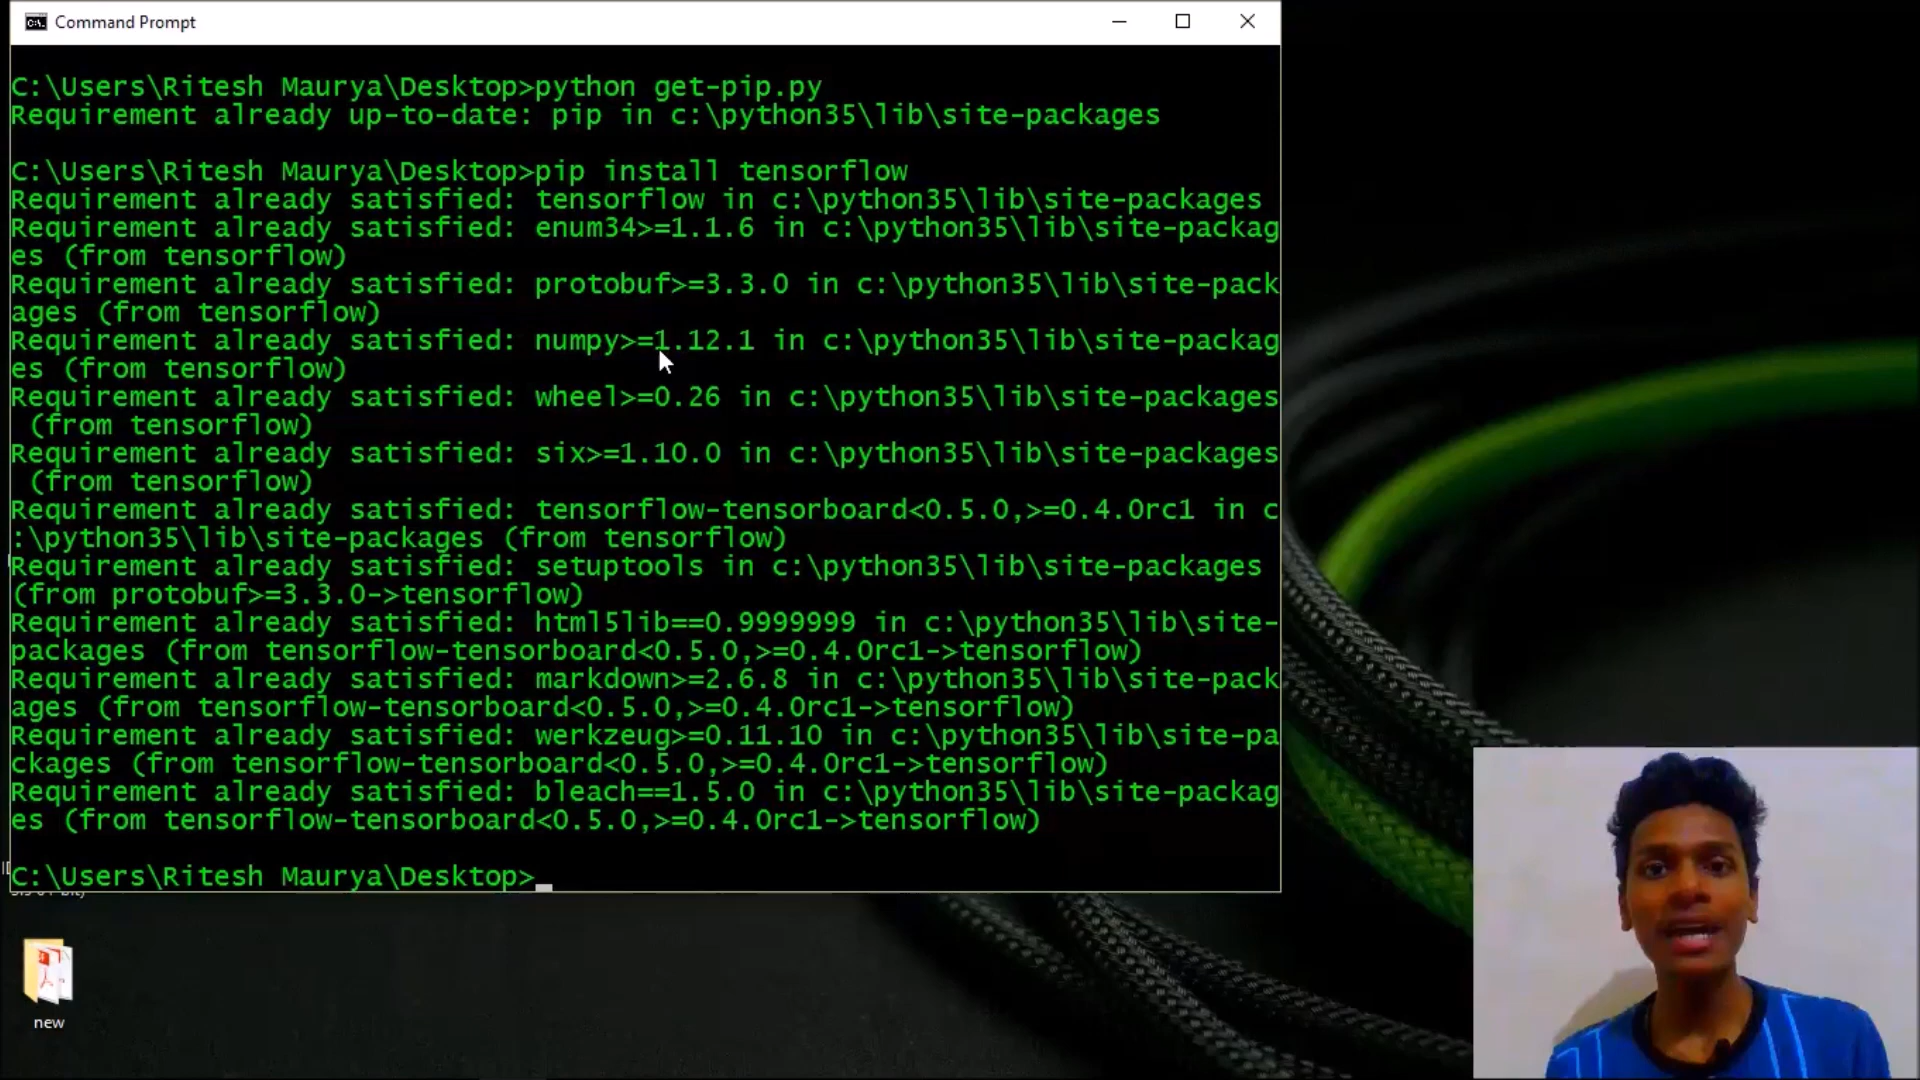 Command Prompt
C:\Users\Ritesh Maurya\Desktop>python get-pip.py
Requirement already up-to-date: pip in c:\python35\lib\site-packages
C:\Users\Ritesh Maurya\Desktop>pip install tensorflow
Requirement already satisfied: tensorflow in c:\python35\lib\site-packages
Requirement already satisfied: enum34>=1.1.6 in c:\python35\lib\site-packag
es (from tensorflow)
Requirement already satisfied: protobuf>=3.3.0 in c:\python35\lib\site-pack
ages (from tensorflow)
Requirement already satisfied: numpy>=1.12.1 in c:\python35\lib\site-packag
es (from tensorflow)
Requirement already satisfied: wheel>=0.26 in c:\python35\lib\site-packages
(from tensorflow)
Requirement already satisfied: six>=1.10.0 in c:\python35\lib\site-packages
(from tensorflow)
Requirement already satisfied: tensorflow-tensorboard<0.5.0,>=0.4.0rc1 in c
:\python35\lib\site-packages (from tensorflow)
Requirement already satisfied: setuptools in c:\python35\lib\site-packages
(from protobuf>=3.3.0->tensorflow)
Requirement already satisfied: html5lib==0.9999999 in c:\python35\lib\site-
packages (from tensorflow-tensorboard<0.5.0,>=0.4.0rc1->tensorflow)
Requirement already satisfied: markdown>=2.6.8 in c:\python35\lib\site-pack
ages (from tensorflow-tensorboard<0.5.0,>=0.4.0rc1->tensorflow)
Requirement already satisfied: werkzeug>=0.11.10 in c:\python35\lib\site-pa
ckages (from tensorflow-tensorboard<0.5.0,>=0.4.0rc1->tensorflow)
Requirement already satisfied: bleach==1.5.0 in c:\python35\lib\site-packag
es (from tensorflow-tensorboard<0.5.0,>=0.4.0rc1->tensorflow)
C:\Users\Ritesh Maurya\Desktop>
new